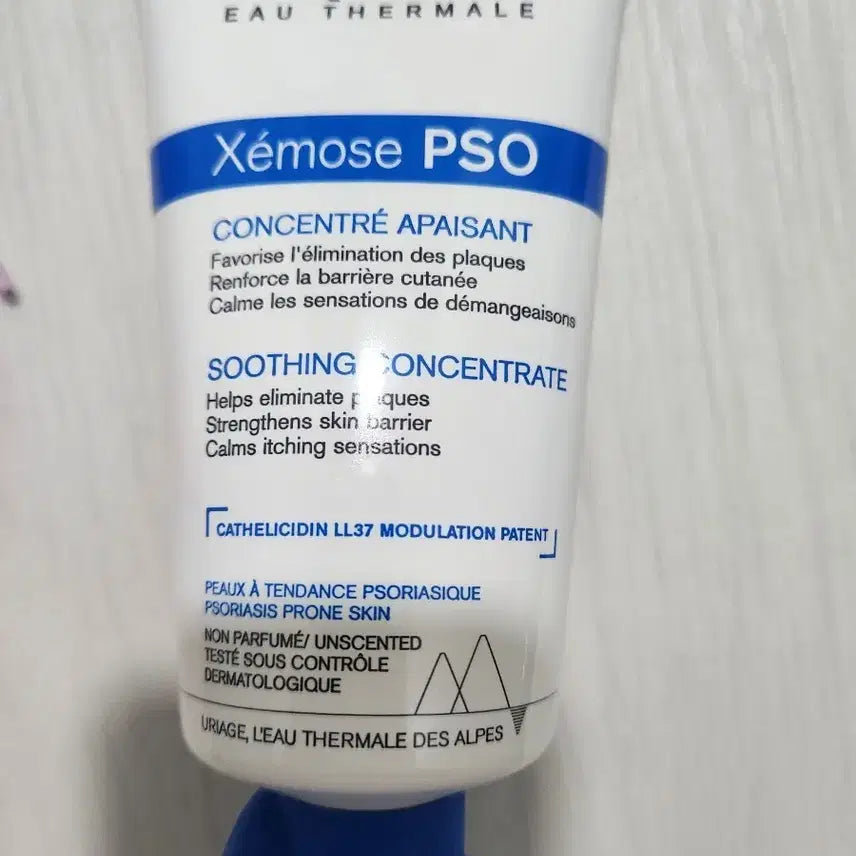 EAU THERMALE
Xémose PSO
CONCENTRÉ APAISANT
Favorise l'élimination des plaques
Renforce la barrière cutanée
Calme les sensations de démangeaisons
SOOTHING CONCENTRATE
Helps eliminate plaques
Strengthens skin barrier
Calms itching sensations
CATHELICIDIN LL37 MODULATION PATENT
PEAUX À TENDANCE PSORIASIQUE
PSORIASIS PRONE SKIN
NON PARFUMÉ/ UNSCENTED
TESTÉ SOUS CONTRÔLE
DERMATOLOGIQUE
URIAGE, L'EAU THERMALE DES ALPES